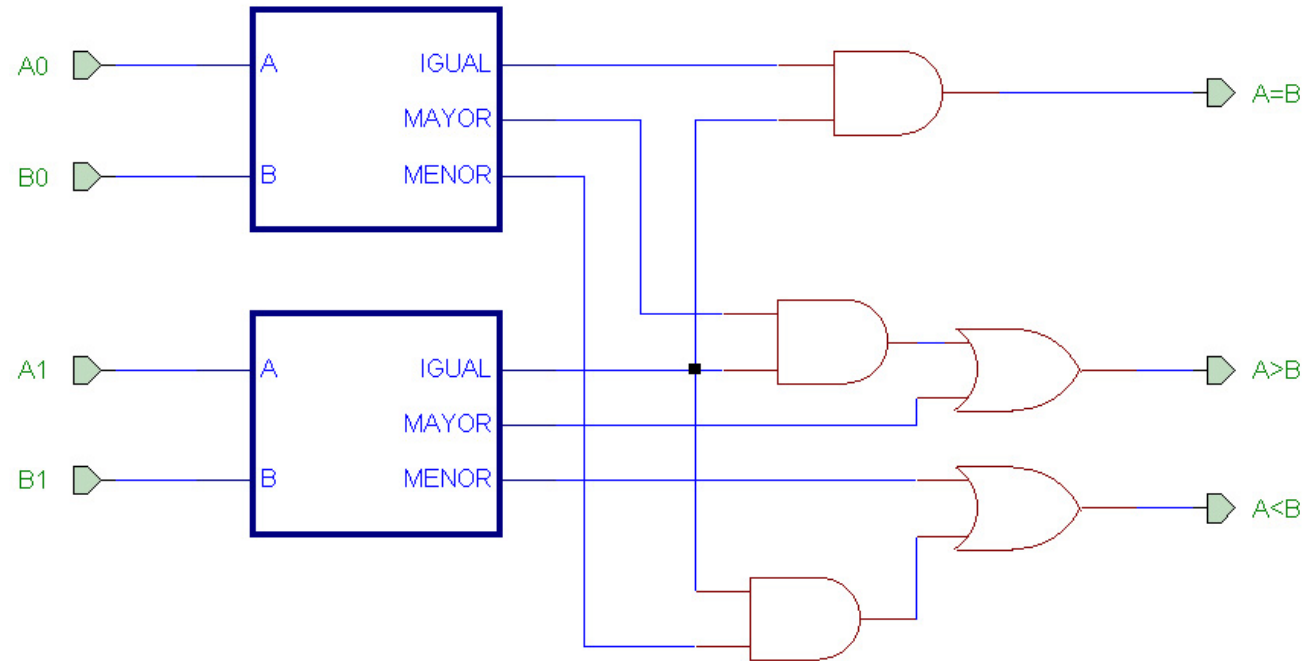 A0
A
IGUAL
A=B
MAYOR
B0
B
MENOR
A1
A
IGUAL
A>B
MAYOR
B1
B
MENOR
A<B